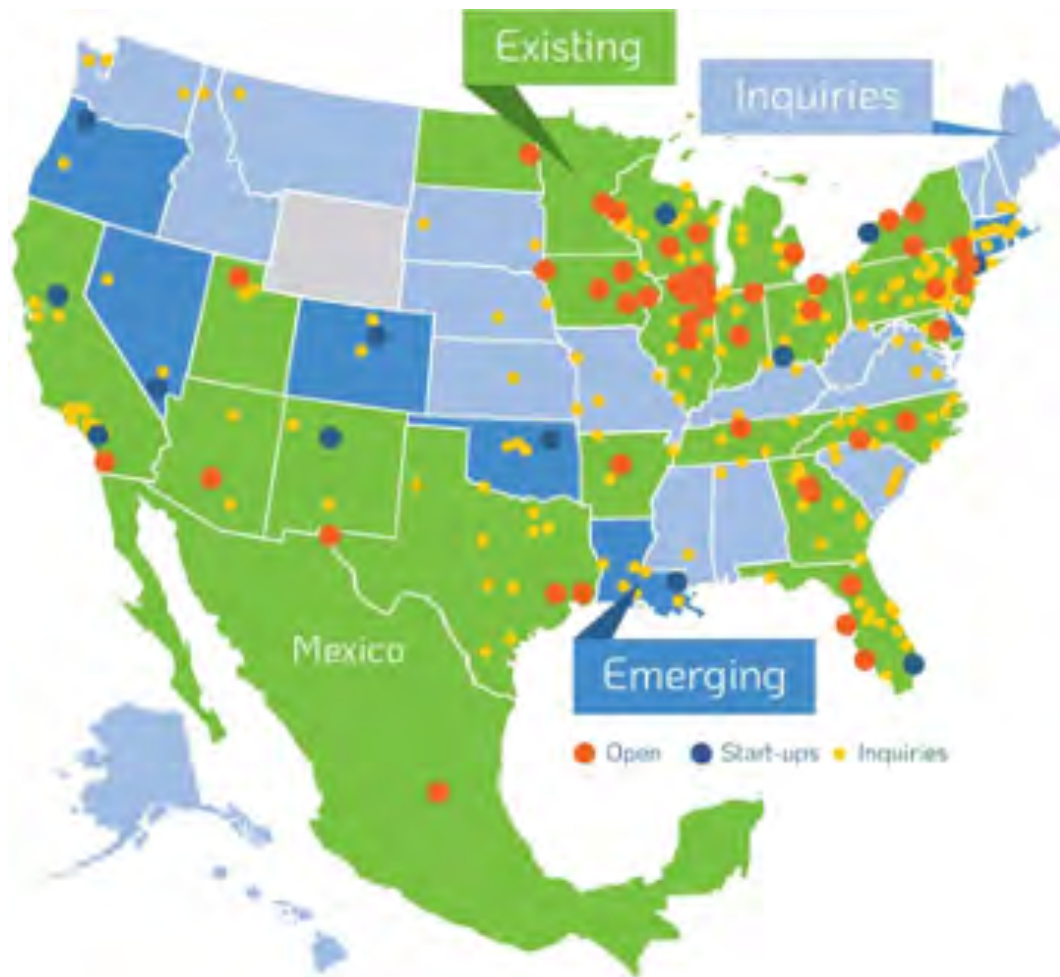 Existing
Inquiries
Mexico
Emerging
Open Start-ups Inquiries